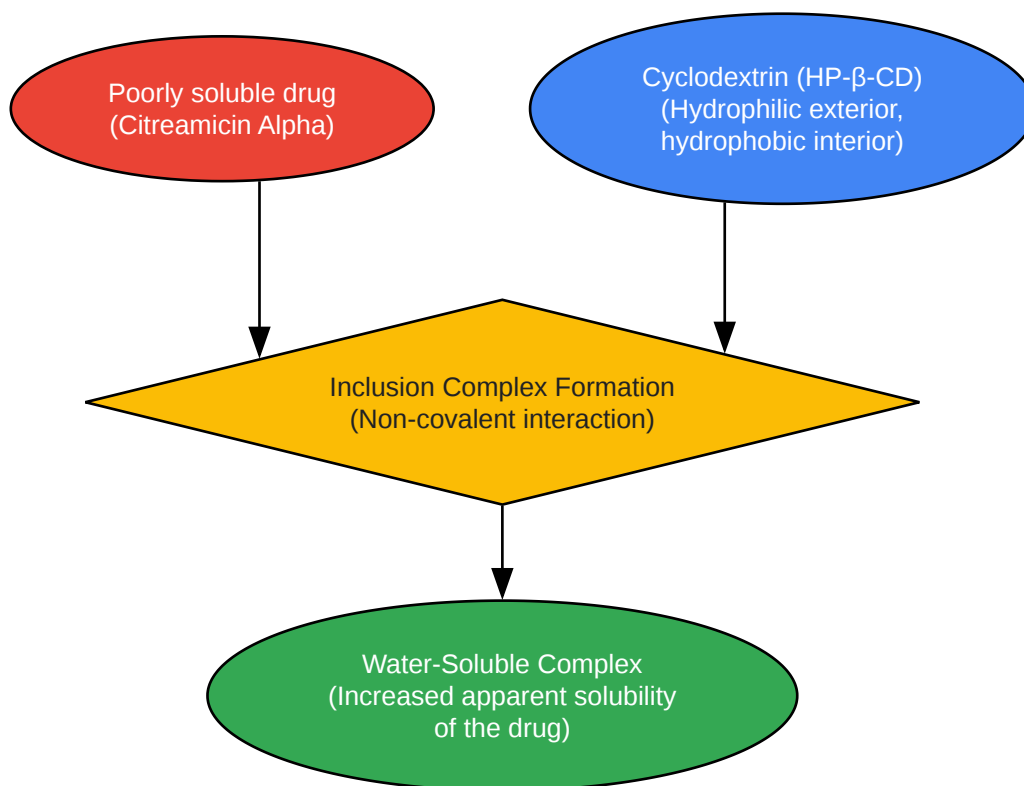 Poorly soluble drug
(Citreamicin Alpha)
Cyclodextrin (HP-β-CD)
(Hydrophilic exterior,
hydrophobic interior)
Inclusion Complex Formation
(Non-covalent interaction)
Water-Soluble Complex
(Increased apparent solubility
of the drug)